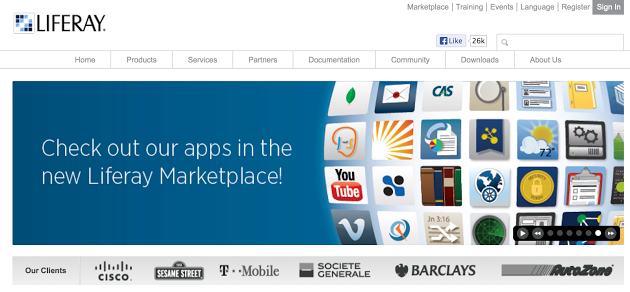 Marketplace | Training | Events | Language | Register Sign In
LIFERAY.
Like 26k
Home Products Services Partners Documentation Community Downloads About Us
Check out our apps in the
new Liferay Marketplace!
CAS
You
Tube
72°
Jn 3:16
Our Clients
CISCO.
SESAME STREET
T··Mobile
SOCIETE
GENERALE
BARCLAYS
AutoZone